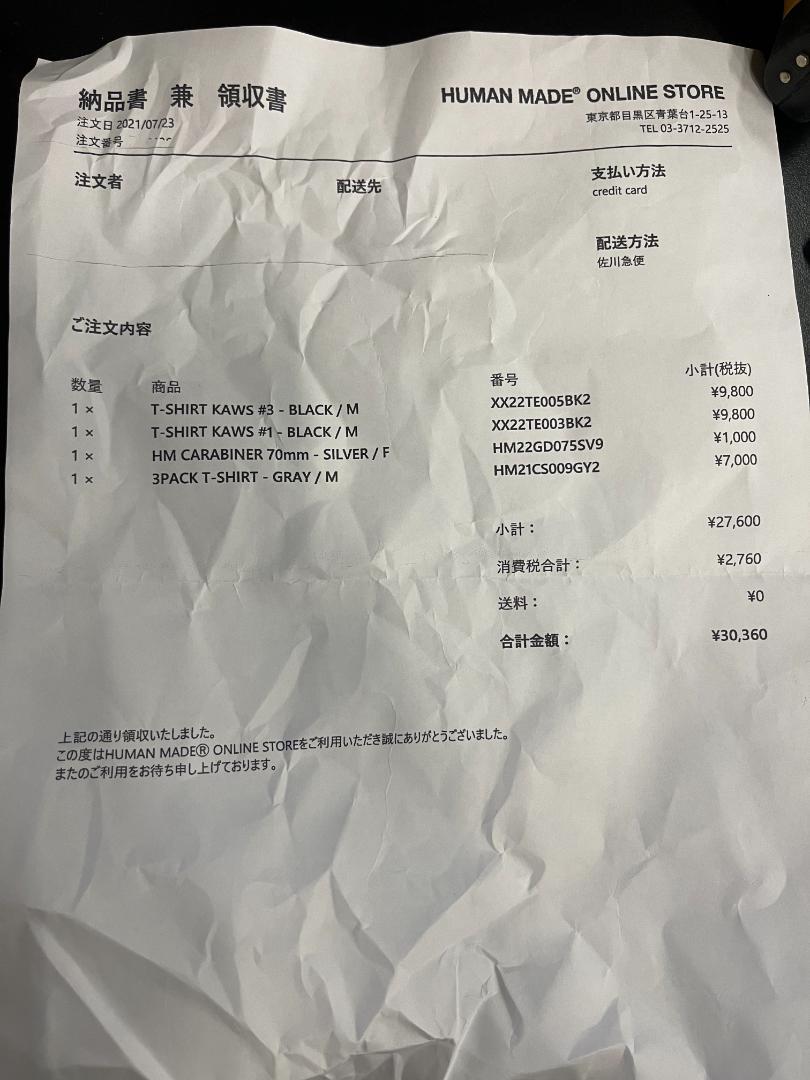 納品書 兼 領収書
HUMAN MADE® ONLINE STORE
注文日 2021/07/23
注文番号
東京都目黒区青葉台1-25-13
TEL 03-3712-2525
注文者 配送先 支払い方法
credit card
配送方法
佐川急便
ご注文内容
数量 商品 番号 小計(税抜)
1 × T-SHIRT KAWS #3 - BLACK / M XX22TE005BK2 ¥9,800
1 × T-SHIRT KAWS #1 - BLACK / M XX22TE003BK2 ¥9,800
1 × HM CARABINER 70mm - SILVER / F HM22GD075SV9 ¥1,000
1 × 3PACK T-SHIRT - GRAY / M HM21CS009GY2 ¥7,000
小計： ¥27,600
消費税合計： ¥2,760
送料： ¥0
合計金額： ¥30,360
上記の通り領収いたしました。
この度はHUMAN MADE® ONLINE STOREをご利用いただき誠にありがとうございました。
またのご利用をお待ち申し上げております。